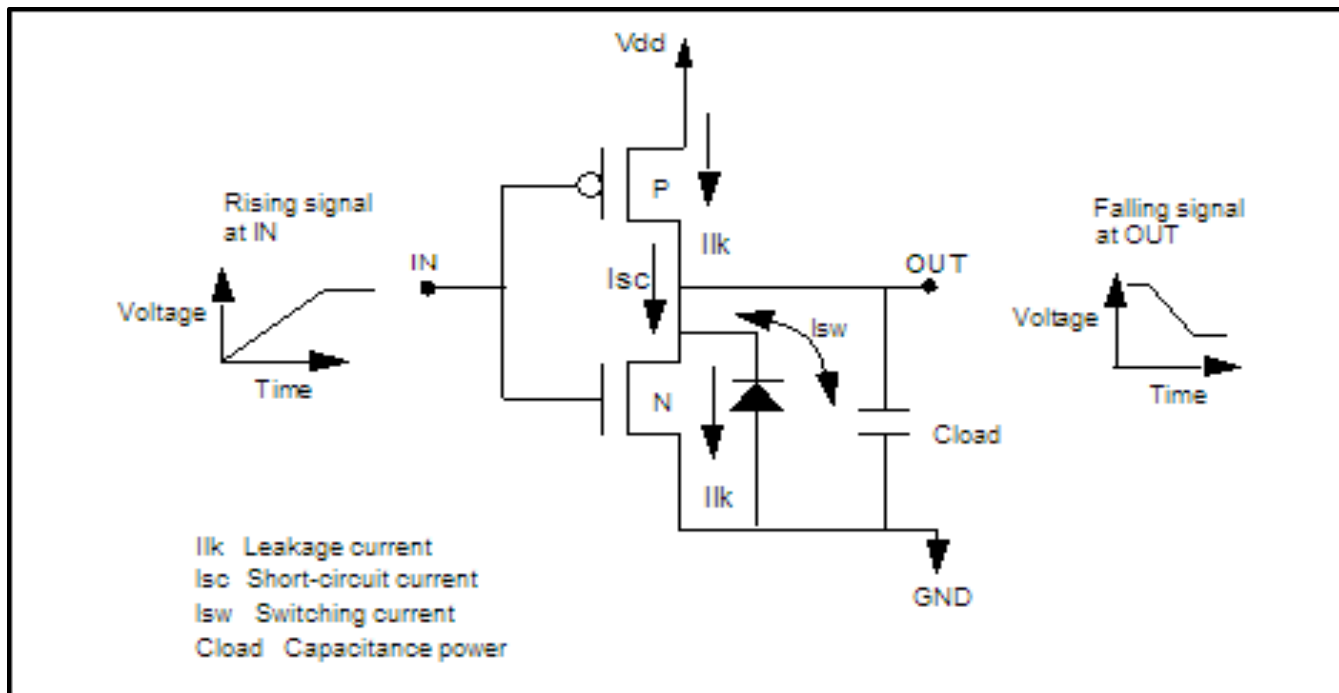 Vdd
P
Rising signal
at IN
Falling signal
at OUT
Ilk
IN
Isc
OUT
Voltage
Isw
Voltage
Time
N
Time
Cload
Ilk
Ilk Leakage current
Isc Short-circuit current
Isw Switching current
Cload Capacitance power
GND